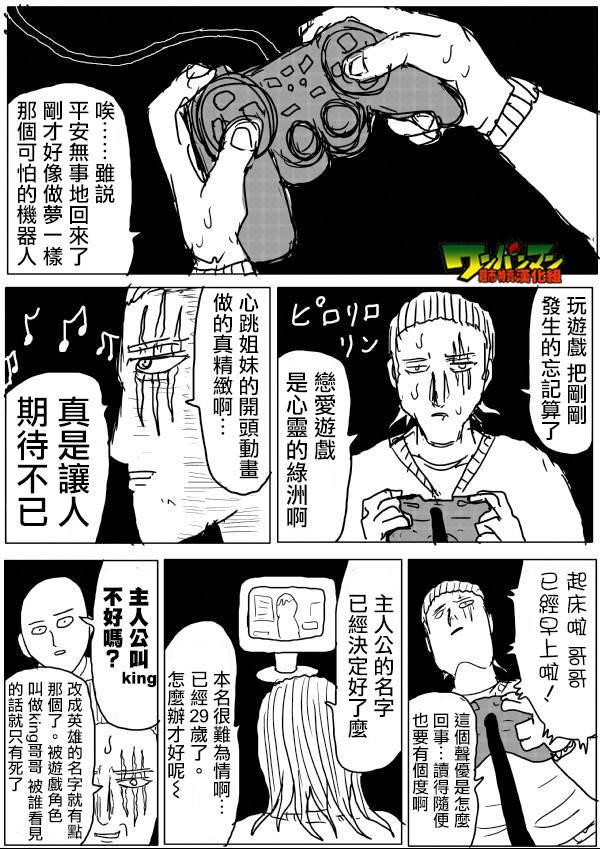 唉……雖說
平安無事地回來了
剛才好像做夢一樣
那個可怕的機器人
ワンパンマン
漢化組
玩遊戲 把剛剛
發生的忘記算了
ピロリロ
リン
戀愛遊戲
是心靈的綠洲啊
心跳姐妹的開頭動畫
做的真精緻啊…
真是讓人
期待不已
起床啦 哥哥
已經早上啦!
這個聲優是怎麼
回事…讀得隨便
也要有個度啊
主人公的名字
已經決定好了麼
本名很難為情啊…
已經29歲了。
怎麼辦才好呢~
主人公叫
king
不好嗎?
改成英雄的名字就有點
那個了。被遊戲角色
叫做king哥哥 被誰看見
的話就只有死了